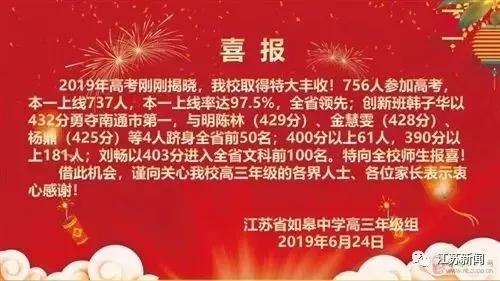 喜报
2019年高考刚刚揭晓，我校取得特大丰收！756人参加高考，
本一上线737人，本一上线率达97.5%，全省领先；创新班韩子华以
432分勇夺南通市第一，与明陈林（429分）、金慧雯（428分）、
杨鼎（425分）等4人跻身全省前50名；400分以上61人，390分以
上181人；刘畅以403分进入全省文科前100名。特向全校师生报喜！
借此机会，谨向关心我校高三年级的各界人士、各位家长表示衷
心感谢！
江苏省如皋中学高三年级组
2019年6月24日
江苏新闻